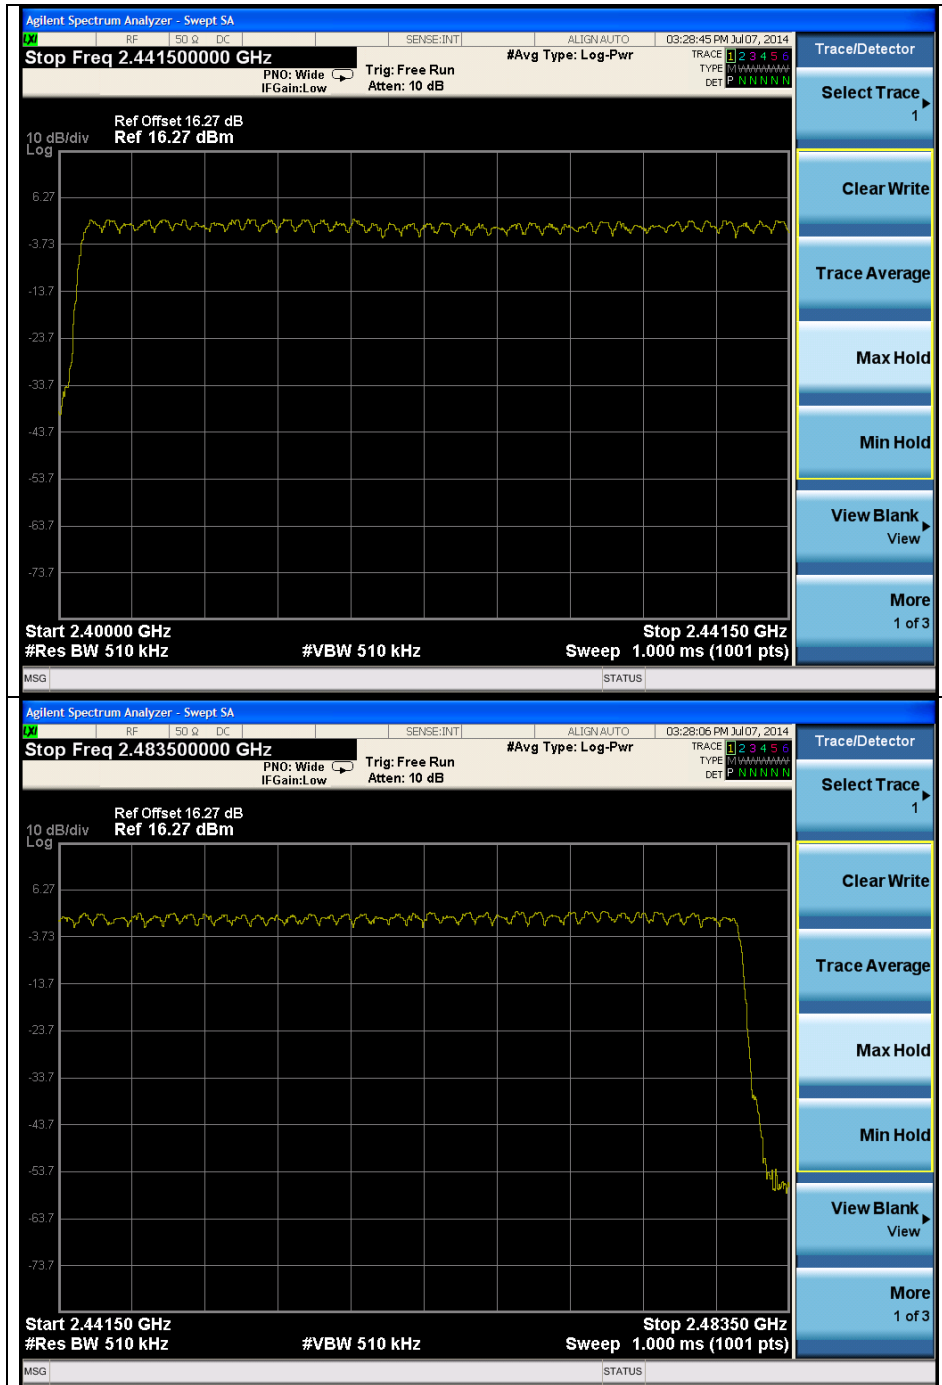 Agilent Spectrum Analyzer - Swept SA
LXI RF 50 Ω DC SENSE:INT ALIGN AUTO 03:28:45 PM Jul 07, 2014
Stop Freq 2.441500000 GHz
#Avg Type: Log-Pwr
TRACE 1 2 3 4 5 6
PNO: Wide
Trig: Free Run
TYPE M WWWWW
IFGain:Low
Atten: 10 dB
DET P N N N N N
Ref Offset 16.27 dB
10 dB/div Ref 16.27 dBm
Log
6.27
-3.73
-13.7
-23.7
-33.7
-43.7
-53.7
-63.7
-73.7
Start 2.40000 GHz Stop 2.44150 GHz
#Res BW 510 kHz #VBW 510 kHz Sweep 1.000 ms (1001 pts)
MSG STATUS
Trace/Detector
Select Trace
1
Clear Write
Trace Average
Max Hold
Min Hold
View Blank
View
More
1 of 3
Agilent Spectrum Analyzer - Swept SA
LXI RF 50 Ω DC SENSE:INT ALIGN AUTO 03:28:06 PM Jul 07, 2014
Stop Freq 2.483500000 GHz
#Avg Type: Log-Pwr
TRACE 1 2 3 4 5 6
PNO: Wide
Trig: Free Run
TYPE M WWWWW
IFGain:Low
Atten: 10 dB
DET P N N N N N
Ref Offset 16.27 dB
10 dB/div Ref 16.27 dBm
Log
6.27
-3.73
-13.7
-23.7
-33.7
-43.7
-53.7
-63.7
-73.7
Start 2.44150 GHz Stop 2.48350 GHz
#Res BW 510 kHz #VBW 510 kHz Sweep 1.000 ms (1001 pts)
MSG STATUS
Trace/Detector
Select Trace
1
Clear Write
Trace Average
Max Hold
Min Hold
View Blank
View
More
1 of 3